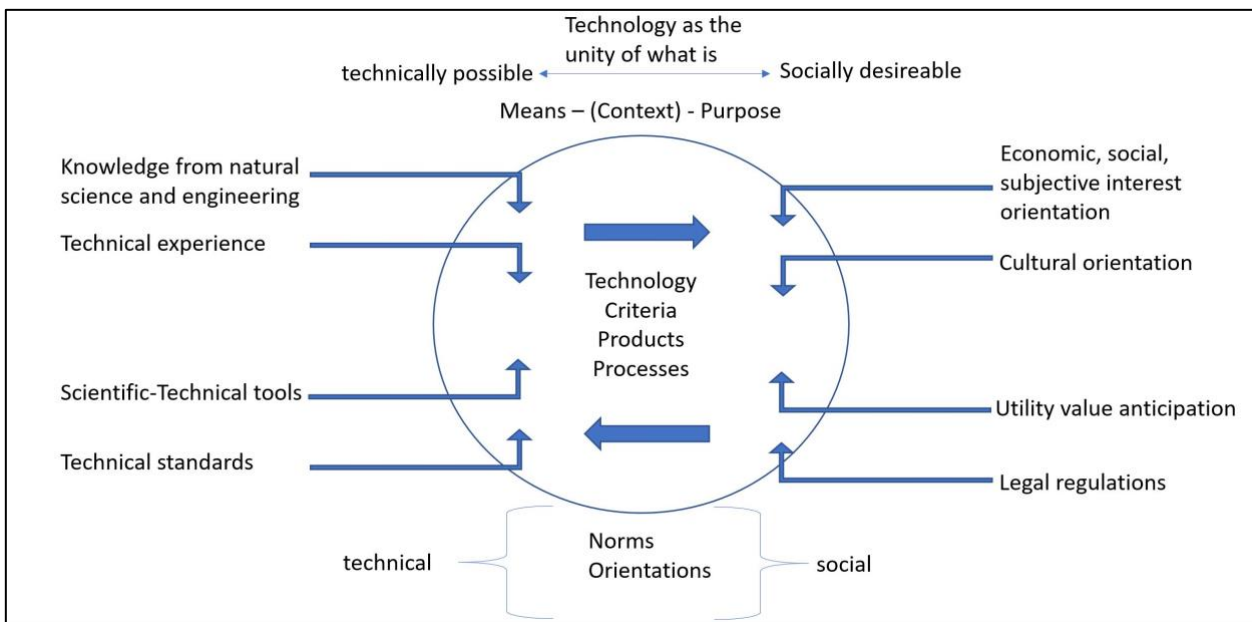 Technology as the
unity of what is
technically possible
Socially desireable
Means – (Context) - Purpose
Knowledge from natural
science and engineering
Technical experience
Scientific-Technical tools
Technical standards
Technology
Criteria
Products
Processes
Economic, social,
subjective interest
orientation
Cultural orientation
Utility value anticipation
Legal regulations
technical
Norms
Orientations
social